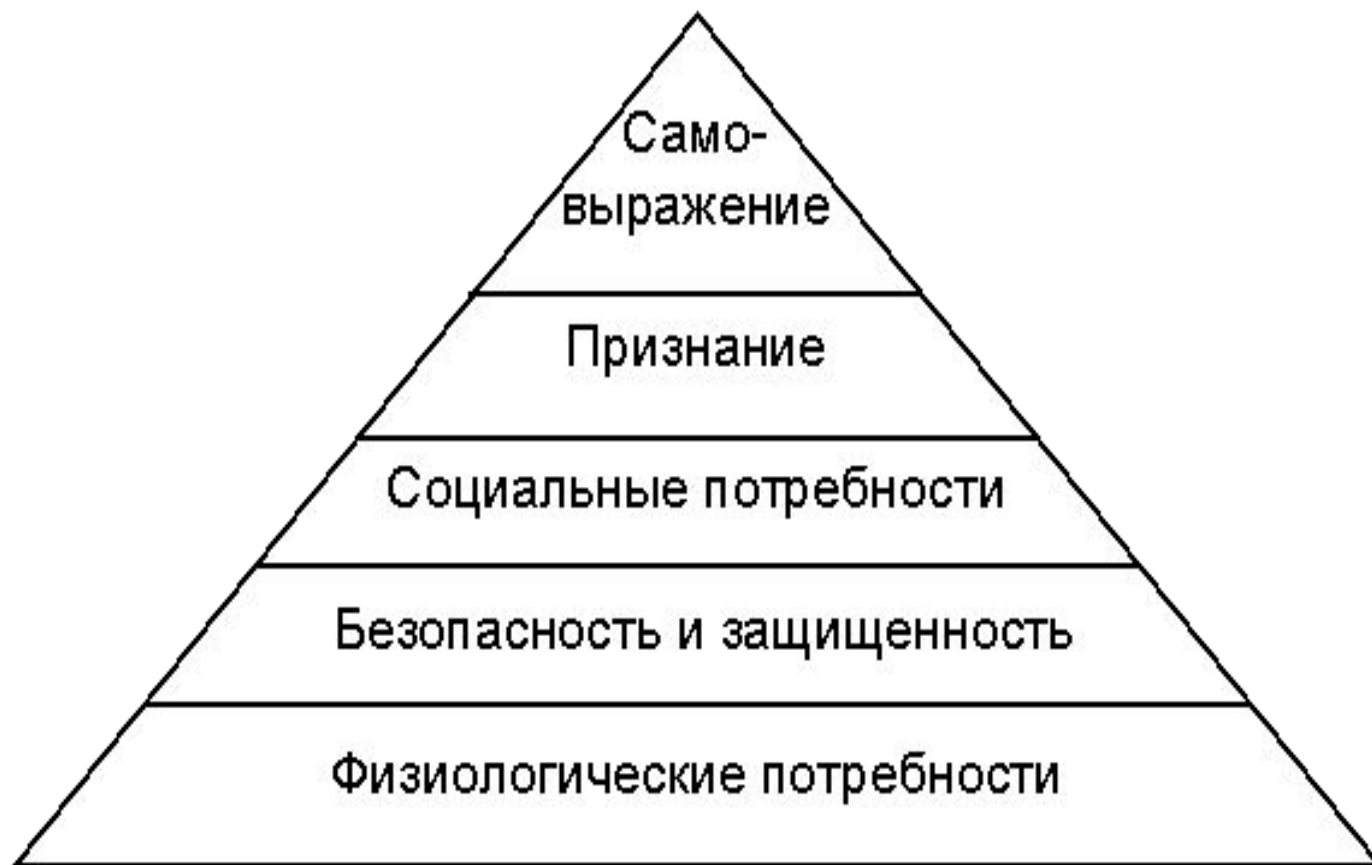 Само-
выражение
Признание
Социальные потребности
Безопасность и защищенность
Физиологические потребности